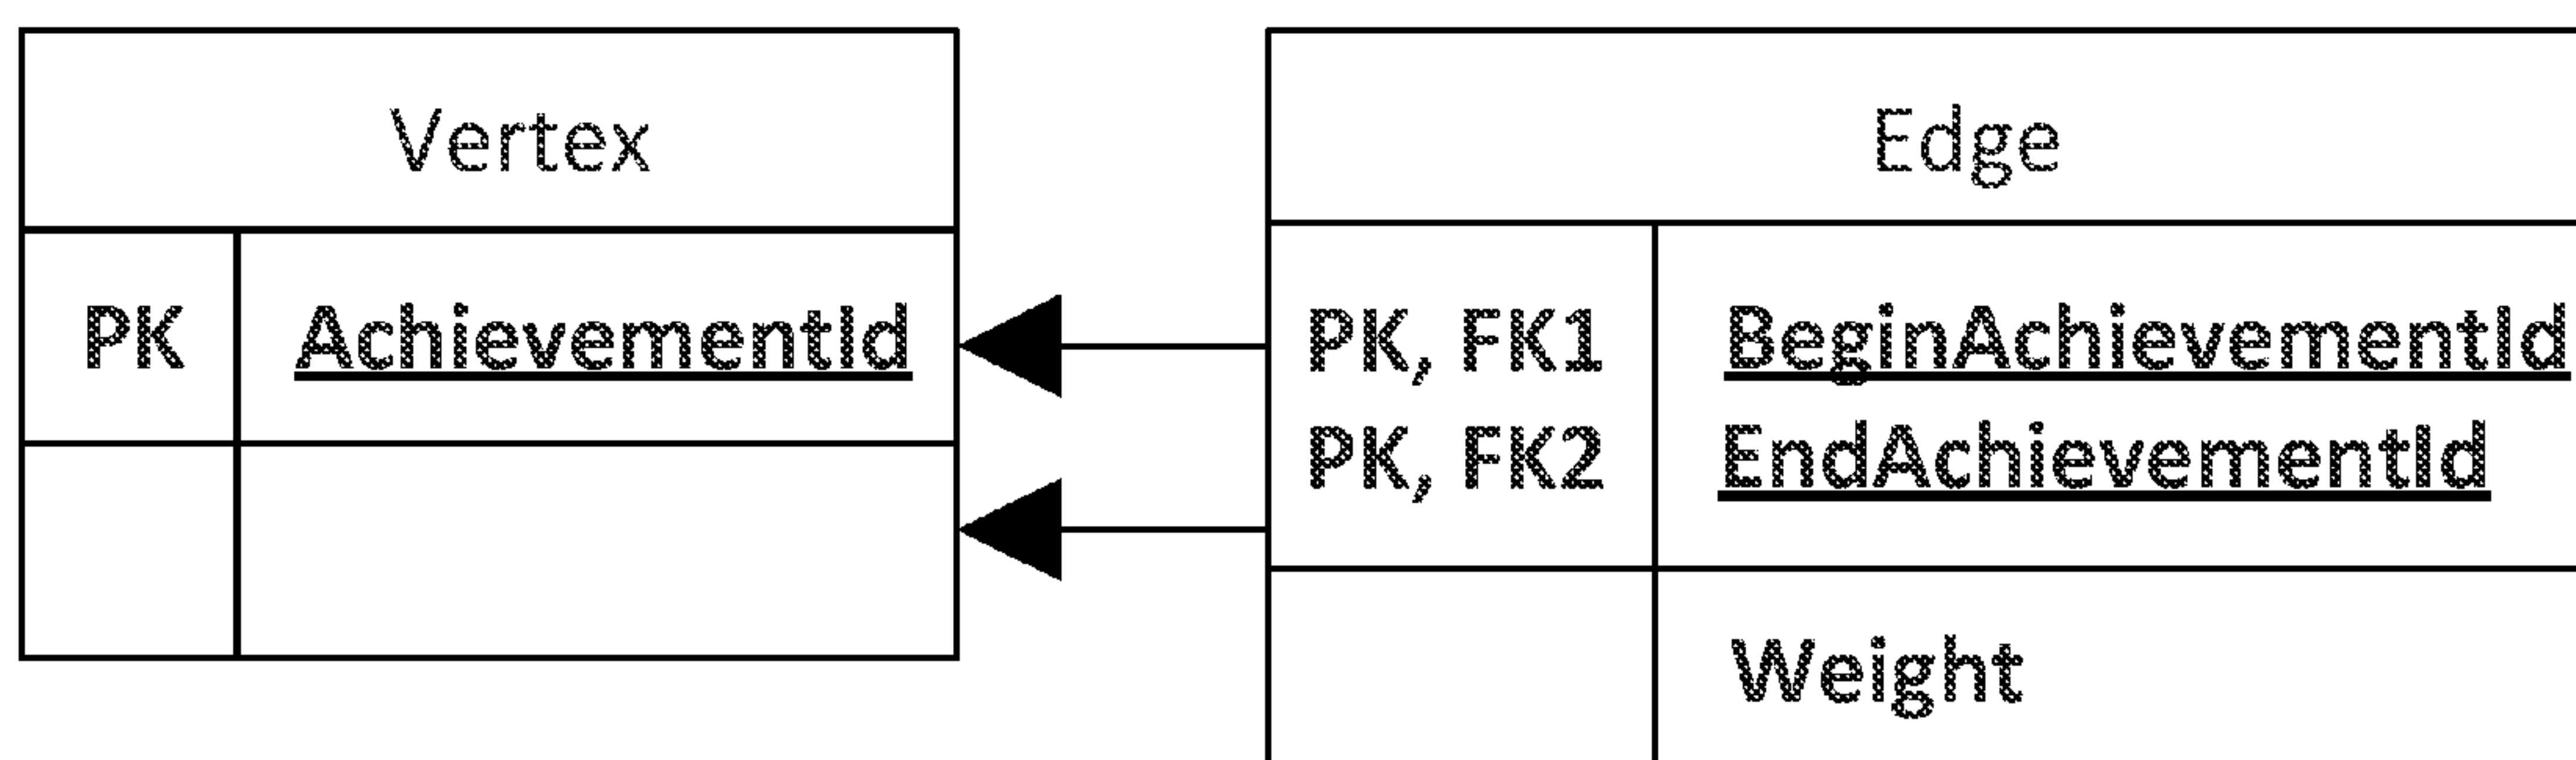 Vertex
PK AchievementId
Edge
PK, FK1 BeginAchievementId
PK, FK2 EndAchievementId
Weight